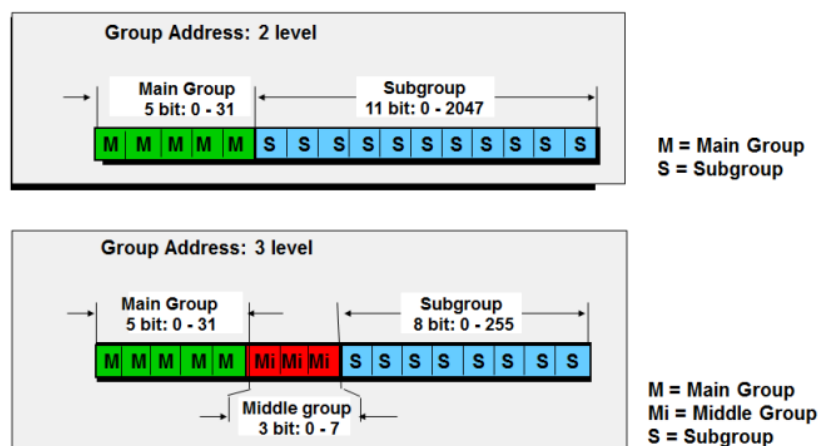 Group Address: 2 level
Main Group
5 bit: 0 - 31
Subgroup
11 bit: 0 - 2047
M M M M M S S S S S S S S S S S
M = Main Group
S = Subgroup
Group Address: 3 level
Main Group
5 bit: 0 - 31
Subgroup
8 bit: 0 - 255
M M M M M Mi Mi Mi S S S S S S S S
Middle group
3 bit: 0 - 7
M = Main Group
Mi = Middle Group
S = Subgroup